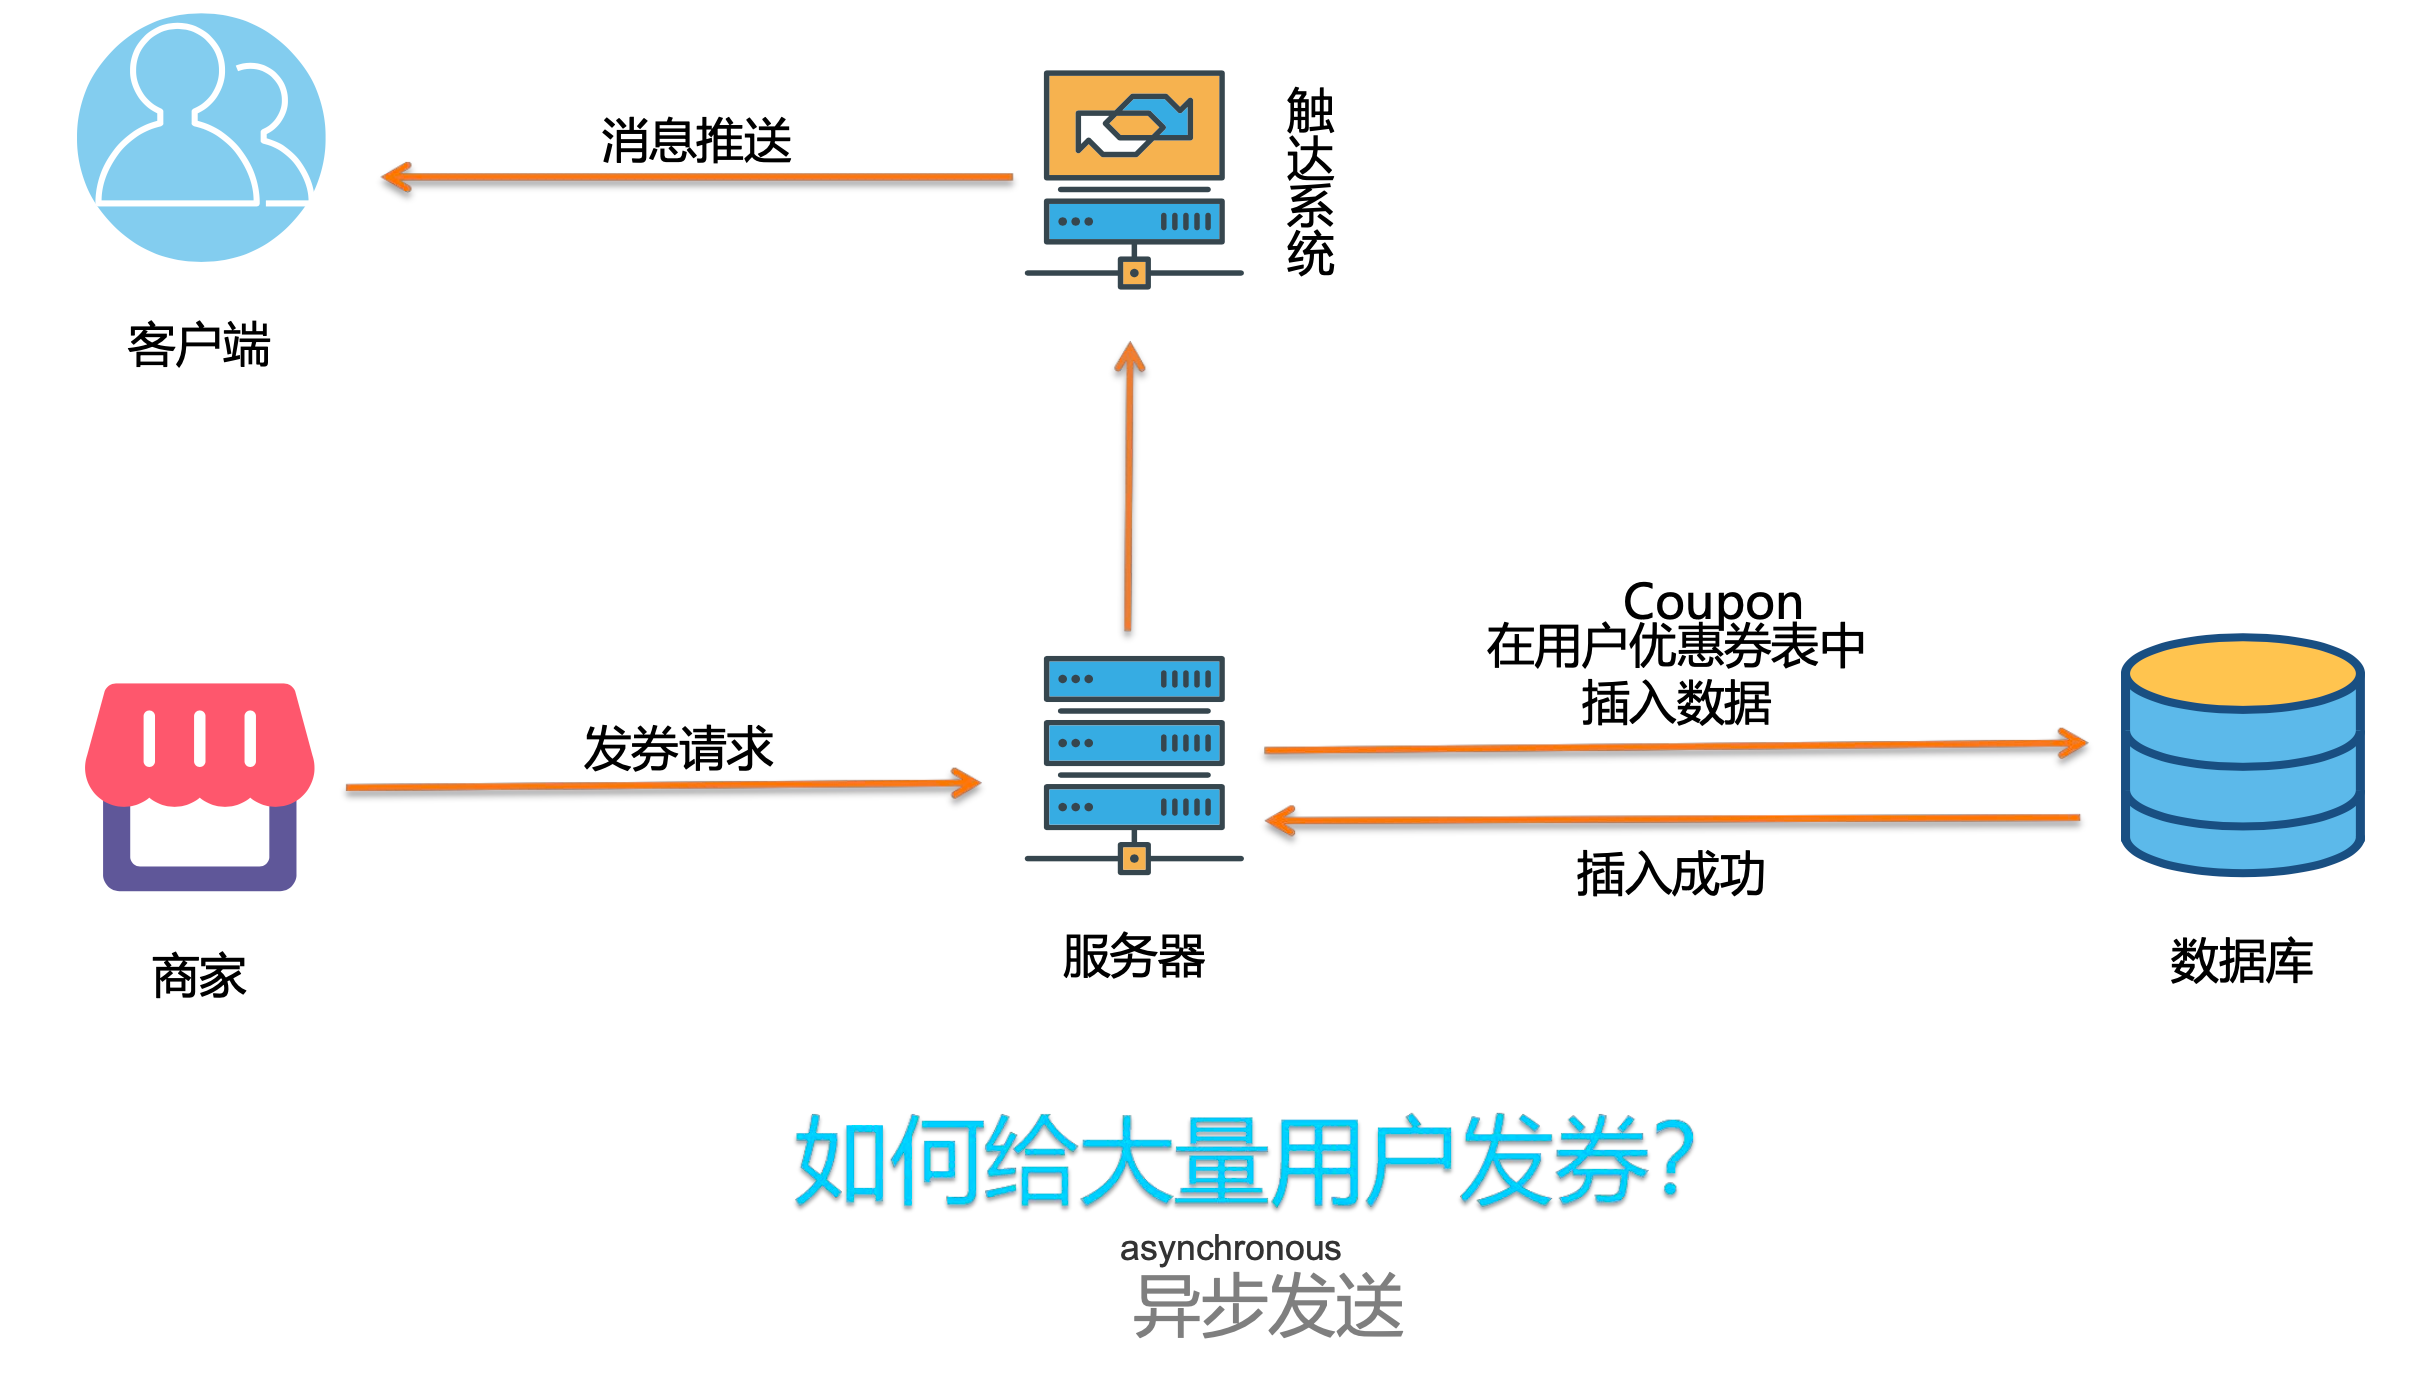 消息推送
触达系统
客户端
Coupon
在用户优惠券表中
插入数据
发券请求
插入成功
商家
服务器
数据库
如何给大量用户发券?
asynchronous
异步发送